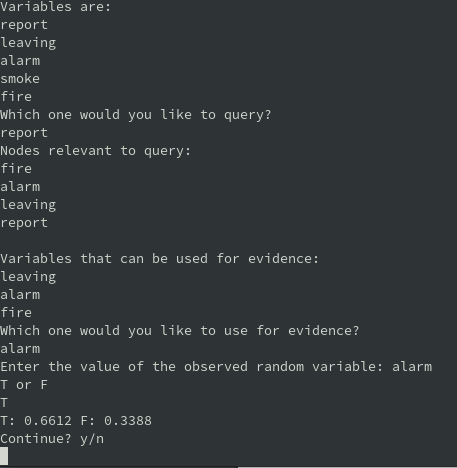 Variables are:
report
leaving
alarm
smoke
fire
Which one would you like to query?
report
Nodes relevant to query:
fire
alarm
leaving
report

Variables that can be used for evidence:
leaving
alarm
fire
Which one would you like to use for evidence?
alarm
Enter the value of the observed random variable: alarm
T or F
T
T: 0.6612 F: 0.3388
Continue? y/n